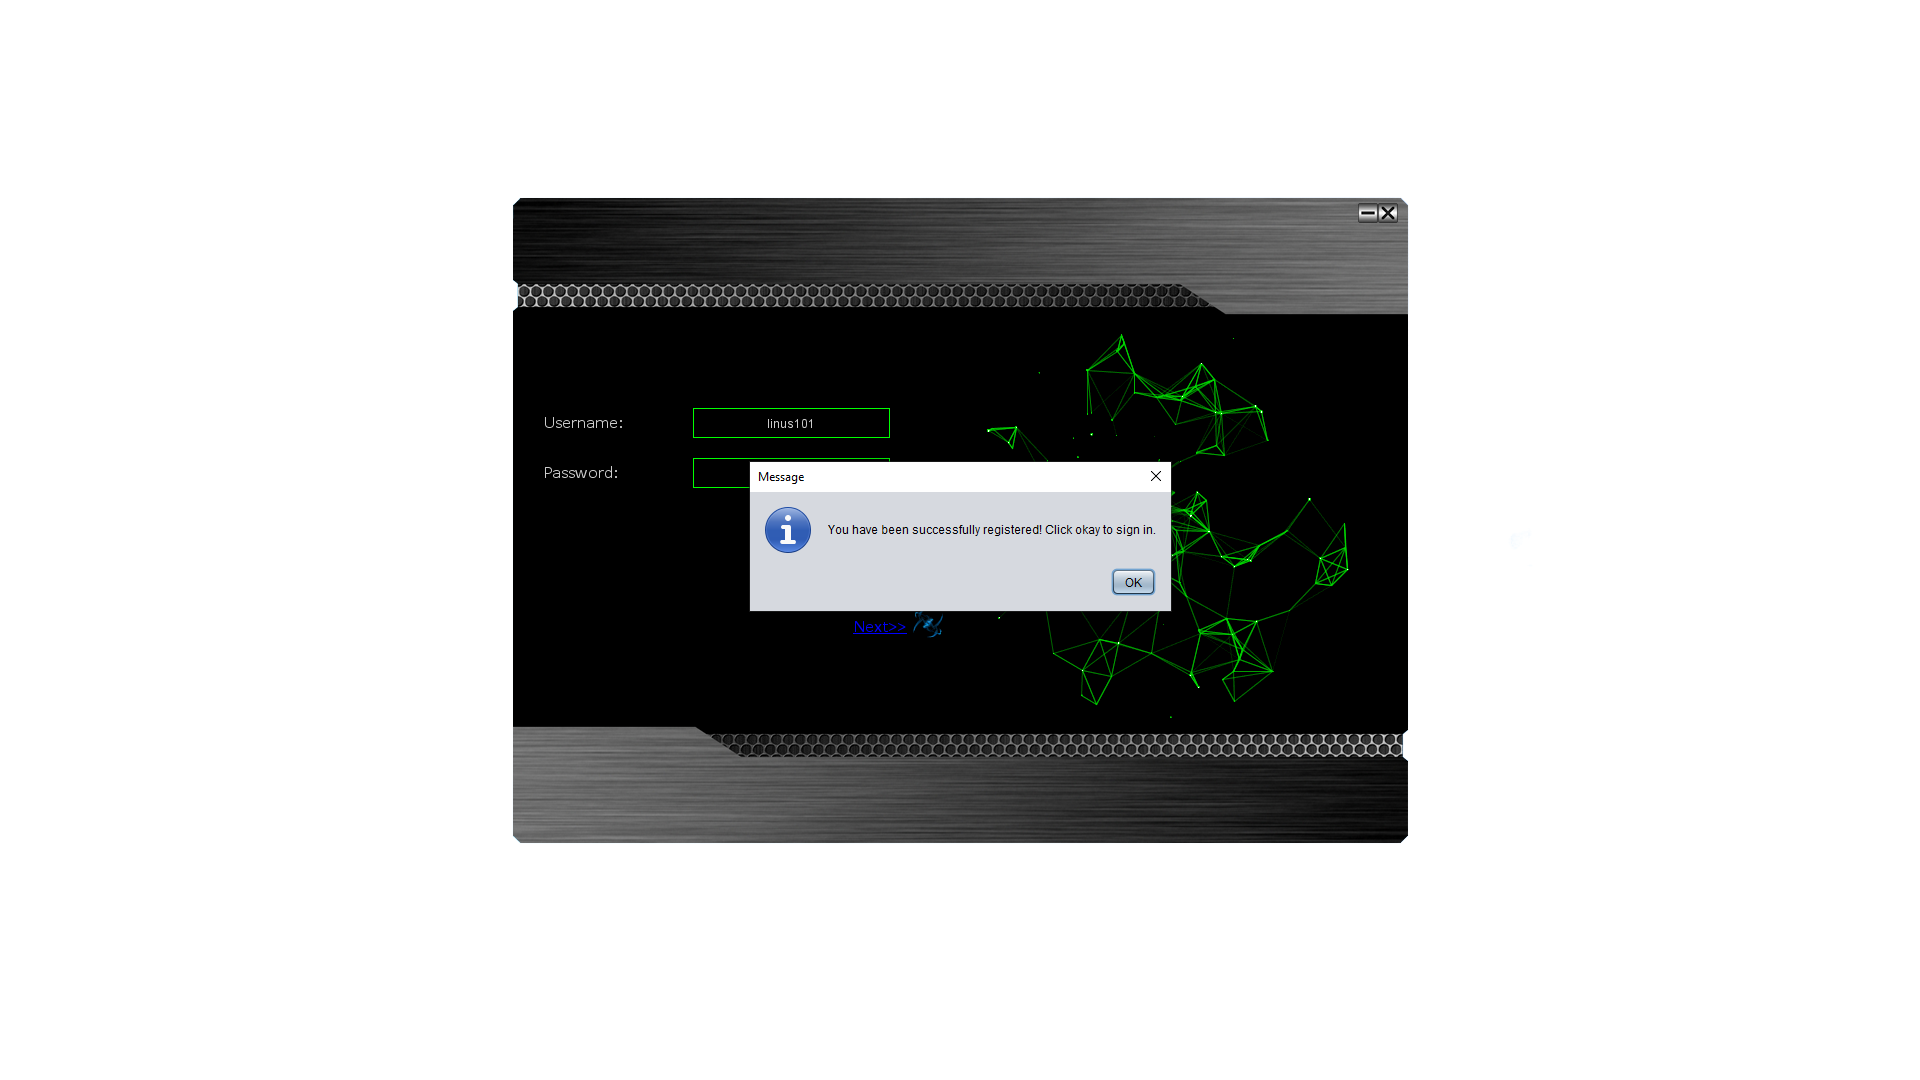 Username:
linus101
Password:
Message
You have been successfully registered! Click okay to sign in.
OK
Next>>